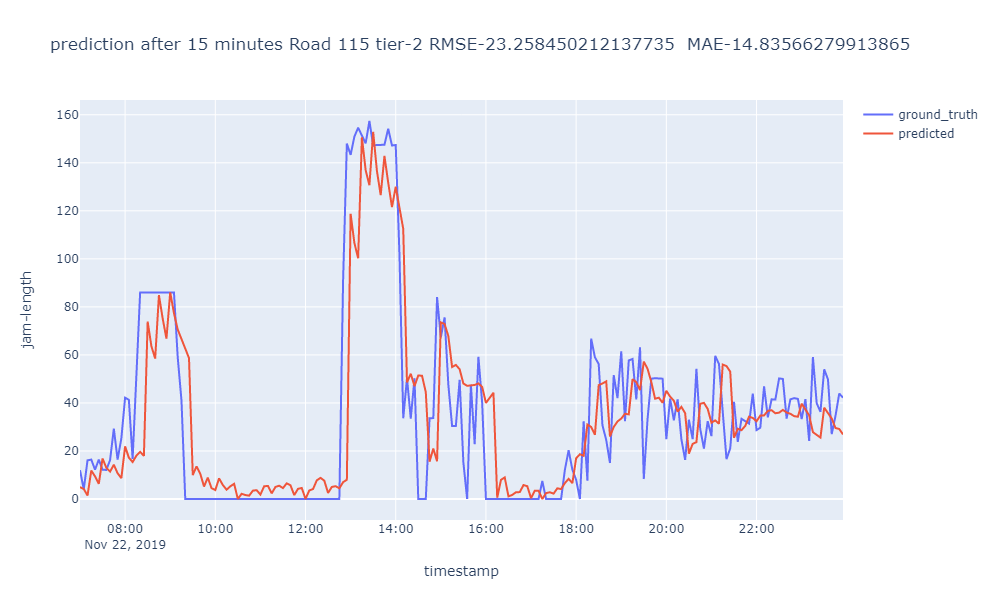 prediction after 15 minutes Road 115 tier-2 RMSE-23.258450212137735 MAE-14.83566279913865
ground_truth
predicted
jam-length
160
140
120
100
80
60
40
20
0
08:00 10:00 12:00 14:00 16:00 18:00 20:00 22:00
Nov 22, 2019
timestamp